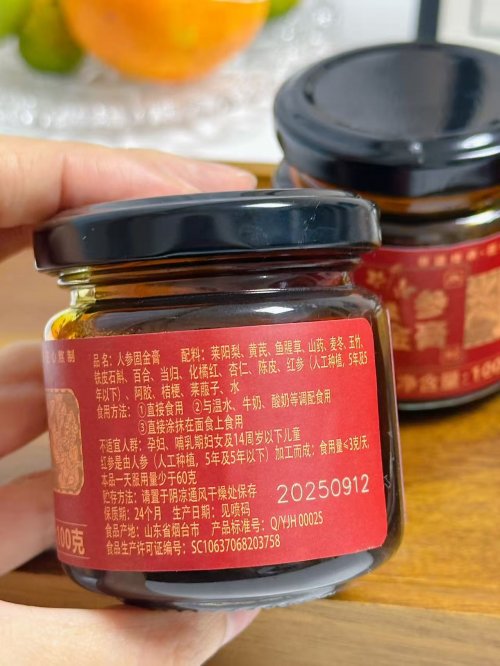 品名：人参固金膏 配料：莱阳梨、黄芪、鱼腥草、山药、麦冬、玉竹、
铁皮石斛、百合、当归、化橘红、杏仁、陈皮、红参（人工种植，5年及5
年以下）、阿胶、桔梗、莱菔子、水
食用方法：①直接食用 ②与温水、牛奶、酸奶等调配食用
③直接涂抹在面食上食用
不适宜人群：孕妇、哺乳期妇女及14周岁以下儿童
红参是由人参（人工种植，5年及5年以下）加工而成；食用量≤3克/天，
本品一天服用量少于60克
贮存方法：请置于阴凉通风干燥处保存
20250912
保质期：24个月 生产日期：见喷码
食品产地：山东省烟台市 产品标准号：Q/YJH 0002S
食品生产许可证编号：SC10637068203758
100克
参
膏
净含量：10